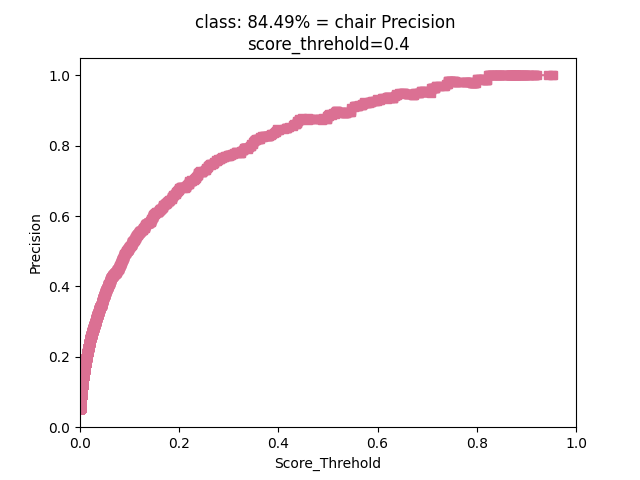 class: 84.49% = chair Precision
score_threhold=0.4
1.0
0.8
0.6
0.4
0.2
0.0
Precision
0.0 0.2 0.4 0.6 0.8 1.0
Score_Threhold